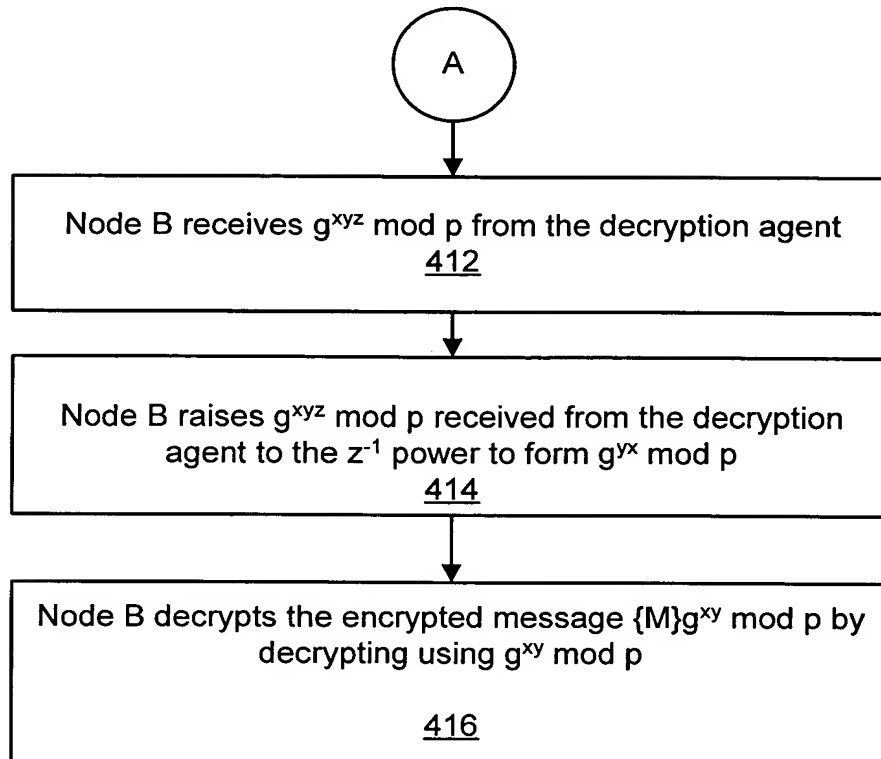 A
Node B receives g^xyz mod p from the decryption agent
412
Node B raises g^xyz mod p received from the decryption
agent to the z^-1 power to form g^yx mod p
414
Node B decrypts the encrypted message {M}g^xy mod p by
decrypting using g^xy mod p
416